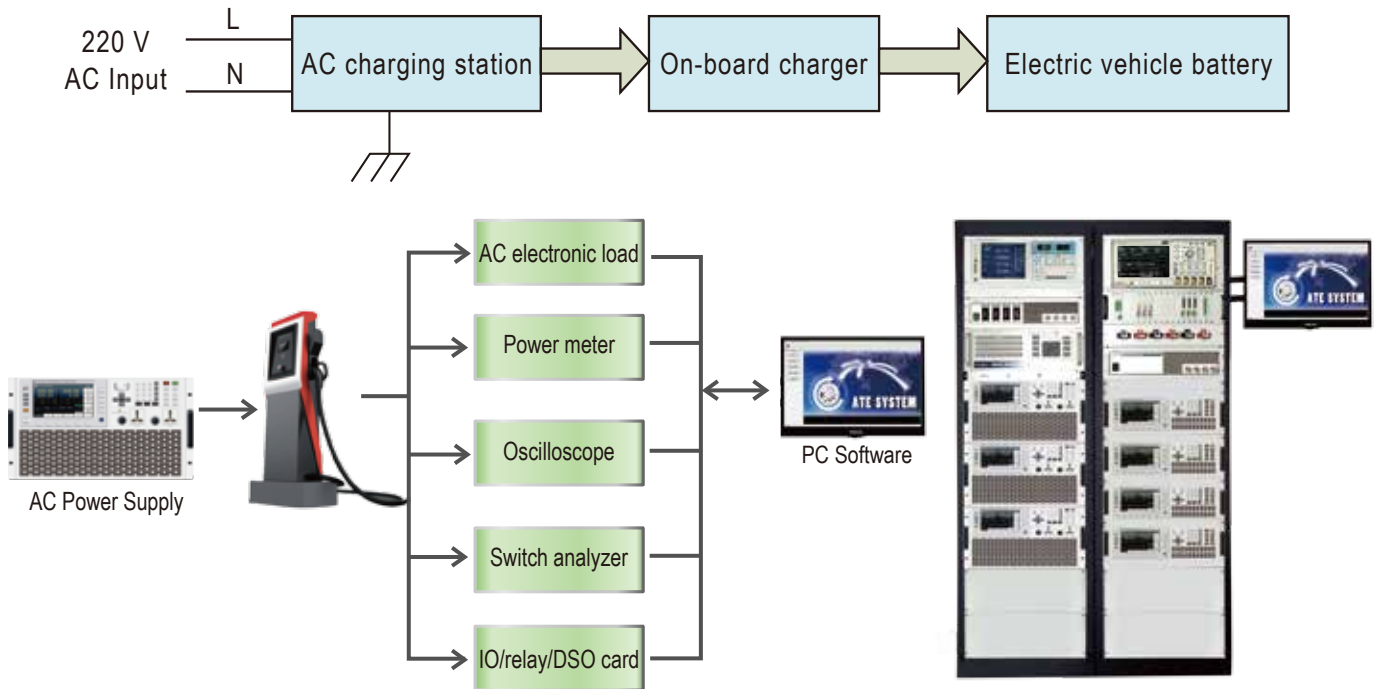 L
220 V
AC Input
N
AC charging station
On-board charger
Electric vehicle battery
AC electronic load
Power meter
Oscilloscope
Switch analyzer
IO/relay/DSO card
AC Power Supply
ATE SYSTEM
PC Software
ATE SYSTEM